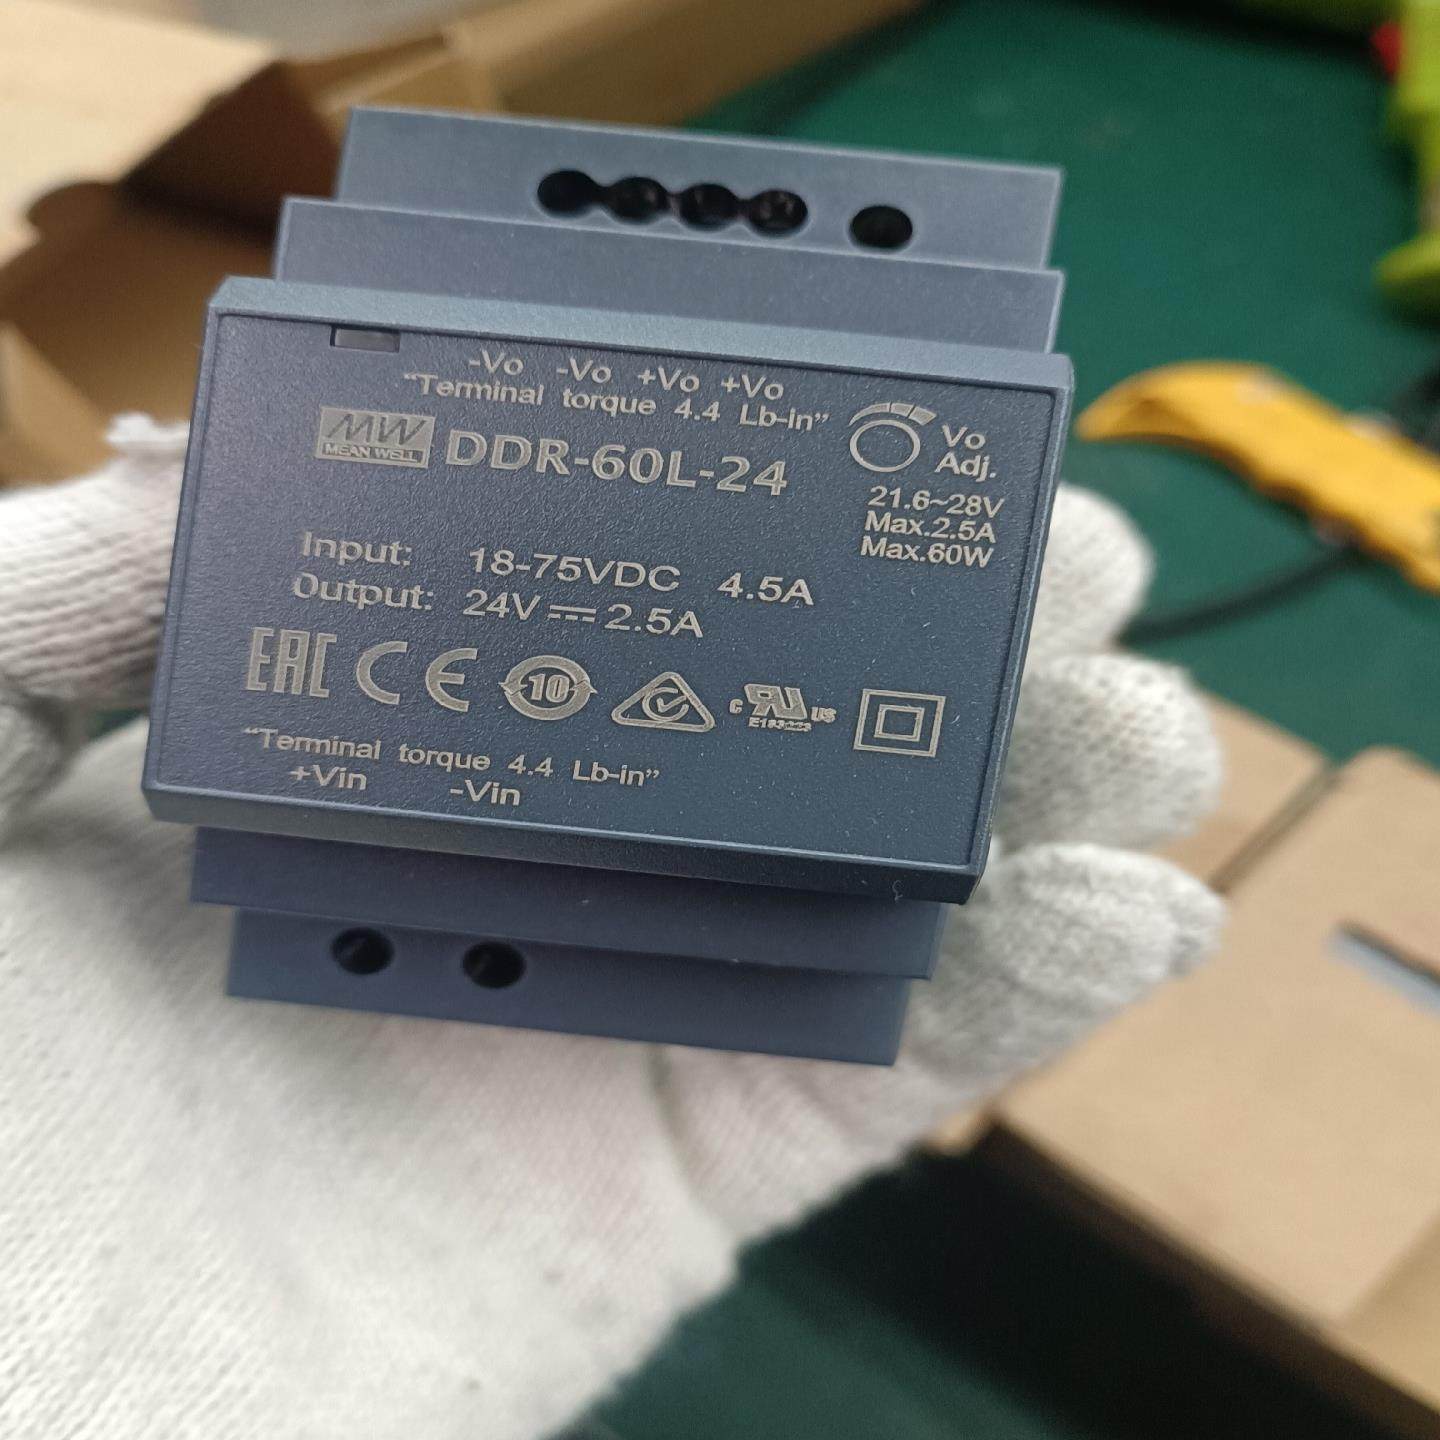 -Vo -Vo +Vo +Vo
“Terminal torque 4.4 Lb-in”
MW
MEAN WELL
DDR-60L-24
Vo
Adj.
21.6~28V
Max.2.5A
Max.60W
Input: 18-75VDC 4.5A
Output: 24V 2.5A
EAC CE 10 c RU us
“Terminal torque 4.4 Lb-in”
+Vin -Vin